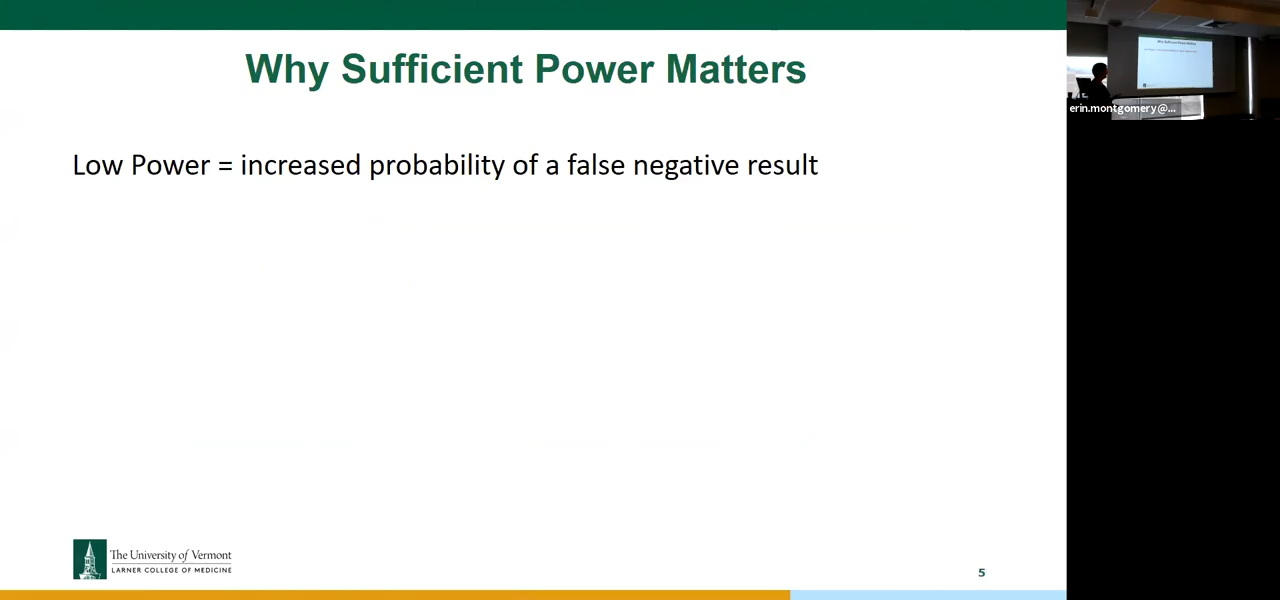 Why Sufficient Power Matters
erin.montgomery@...
Low Power = increased probability of a false negative result
The University of Vermont
LARNER COLLEGE OF MEDICINE
5